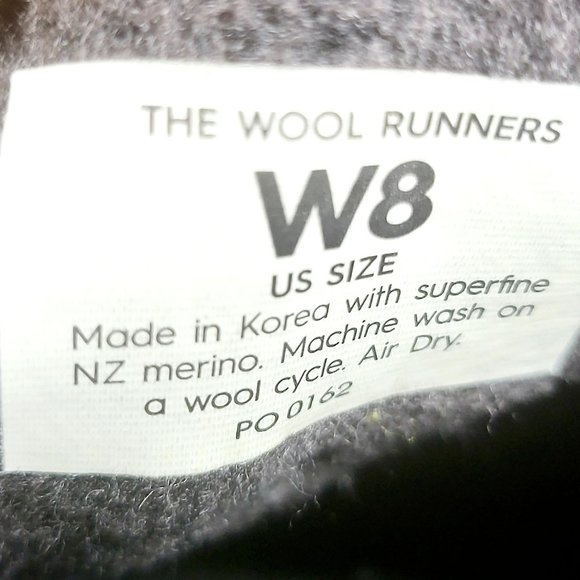 THE WOOL RUNNERS
W8
US SIZE
Made in Korea with superfine
NZ merino. Machine wash on
a wool cycle. Air Dry.
PO 0162